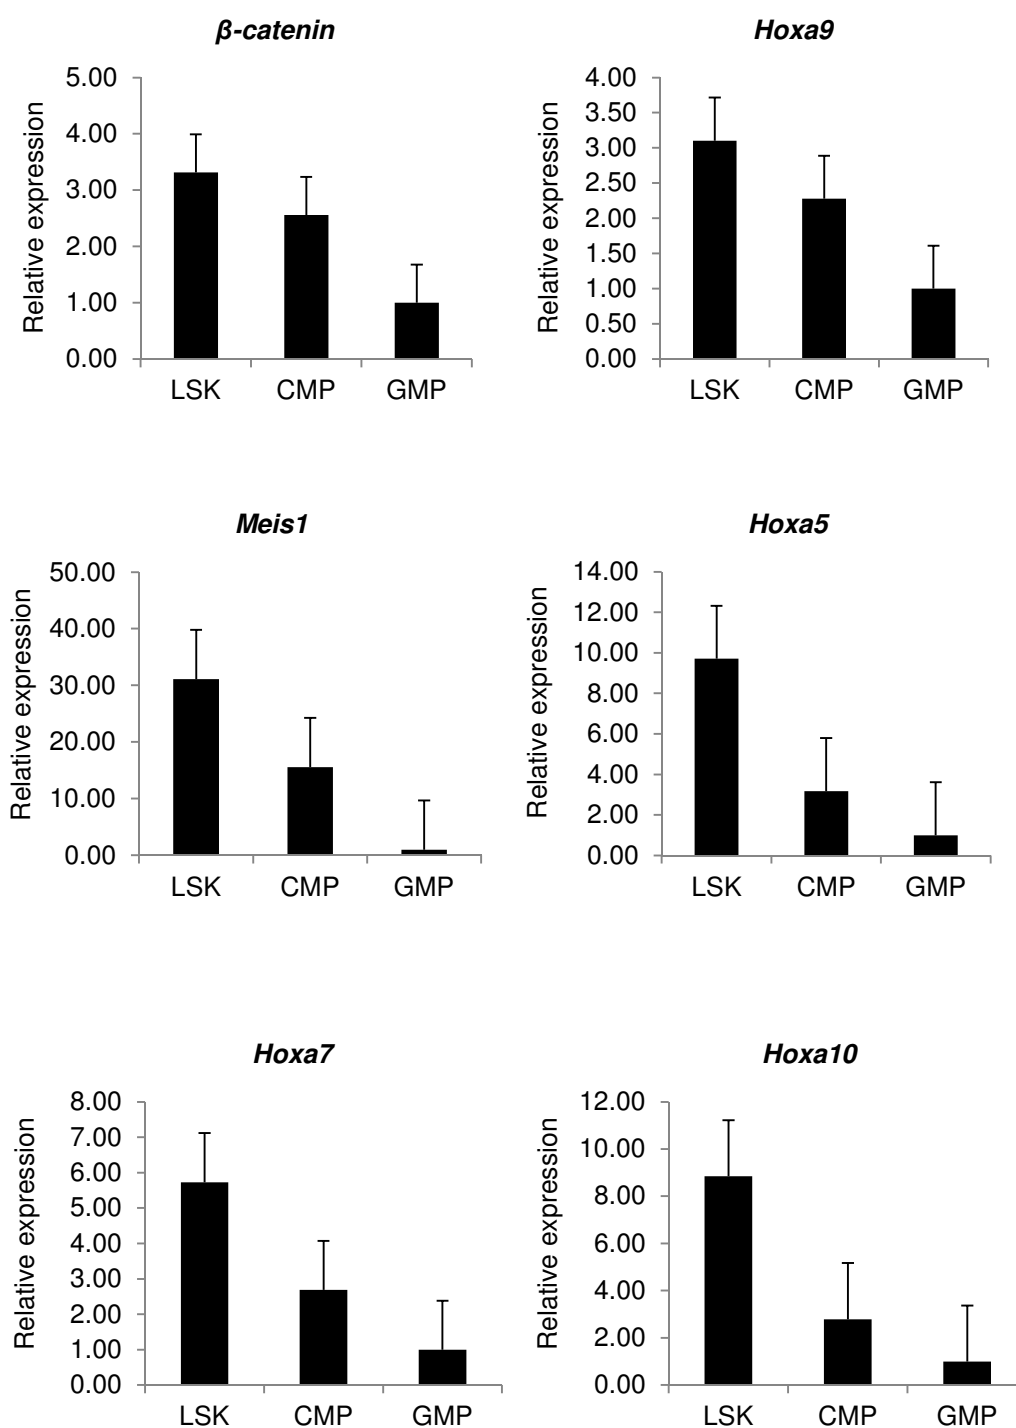 β-catenin
Relative expression
5.00
4.00
3.00
2.00
1.00
0.00
LSK CMP GMP
Hoxa9
Relative expression
4.00
3.50
3.00
2.50
2.00
1.50
1.00
0.50
0.00
LSK CMP GMP
Meis1
Relative expression
50.00
40.00
30.00
20.00
10.00
0.00
LSK CMP GMP
Hoxa5
Relative expression
14.00
12.00
10.00
8.00
6.00
4.00
2.00
0.00
LSK CMP GMP
Hoxa7
Relative expression
8.00
7.00
6.00
5.00
4.00
3.00
2.00
1.00
0.00
LSK CMP GMP
Hoxa10
Relative expression
12.00
10.00
8.00
6.00
4.00
2.00
0.00
LSK CMP GMP